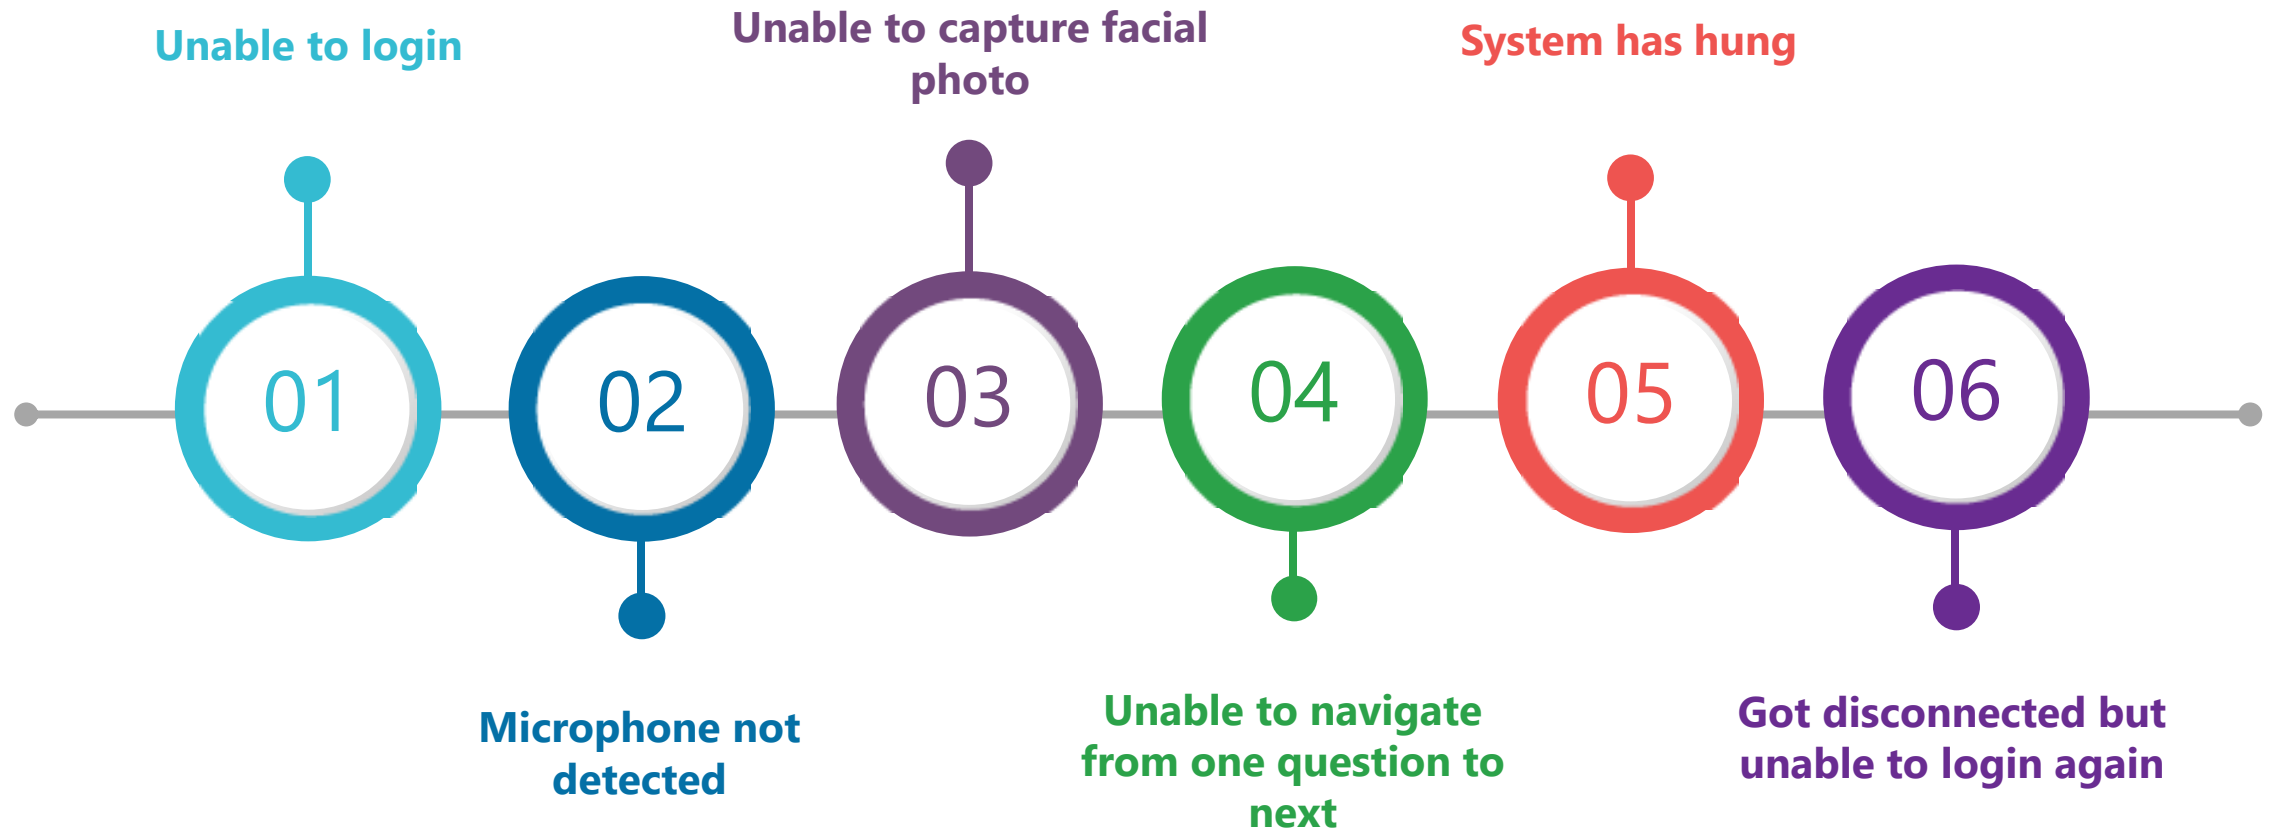 Unable to login
Unable to capture facial
photo
System has hung
01
02
03
04
05
06
Microphone not
detected
Unable to navigate
from one question to
next
Got disconnected but
unable to login again